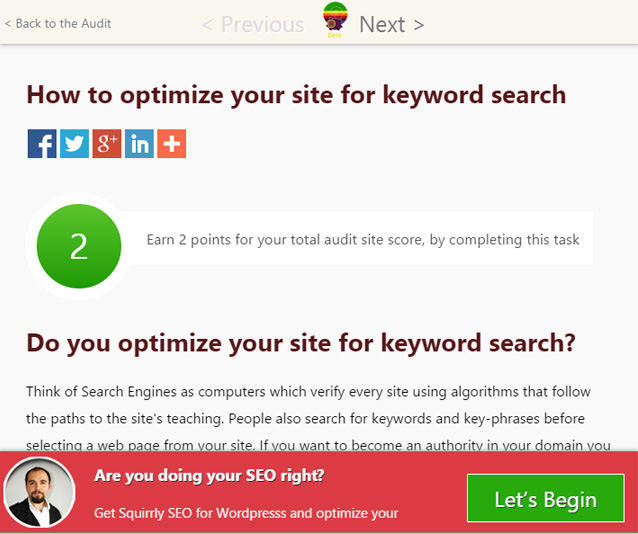 < Back to the Audit
< Previous
Beta
Next >
How to optimize your site for keyword search
2
Earn 2 points for your total audit site score, by completing this task
Do you optimize your site for keyword search?
Think of Search Engines as computers which verify every site using algorithms that follow
the paths to the site's teaching. People also search for keywords and key-phrases before
selecting a web page from your site. If you want to become an authority in your domain you
Are you doing your SEO right?
Get Squirrly SEO for Wordpresss and optimize your
Let's Begin